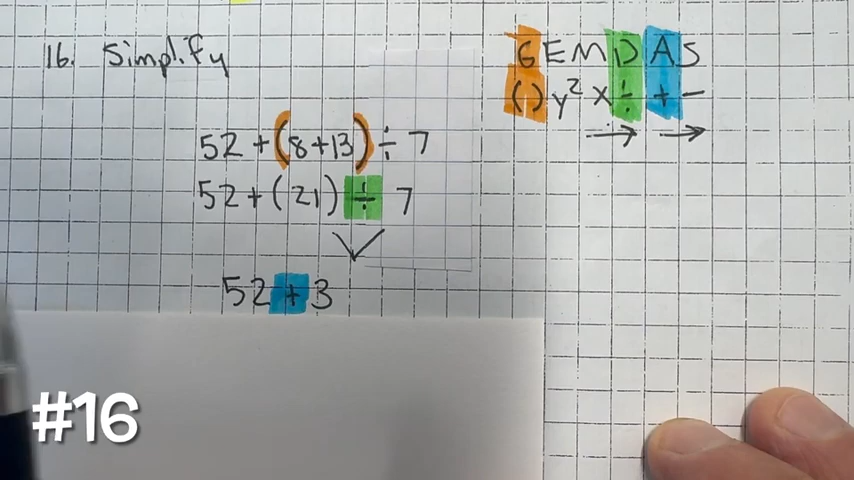 16. Simplify
GEMDAS
( ) y² × ÷ + −
52 + (8+13) ÷ 7
52 + (21) ÷ 7
52 + 3
#16